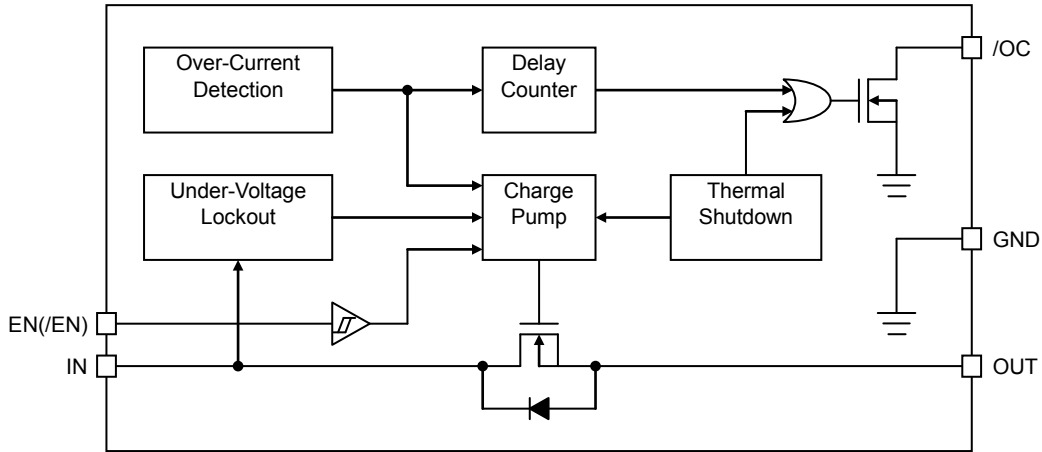 Over-Current
Detection
Delay
Counter
/OC
Under-Voltage
Lockout
Charge
Pump
Thermal
Shutdown
GND
EN(/EN)
IN
OUT